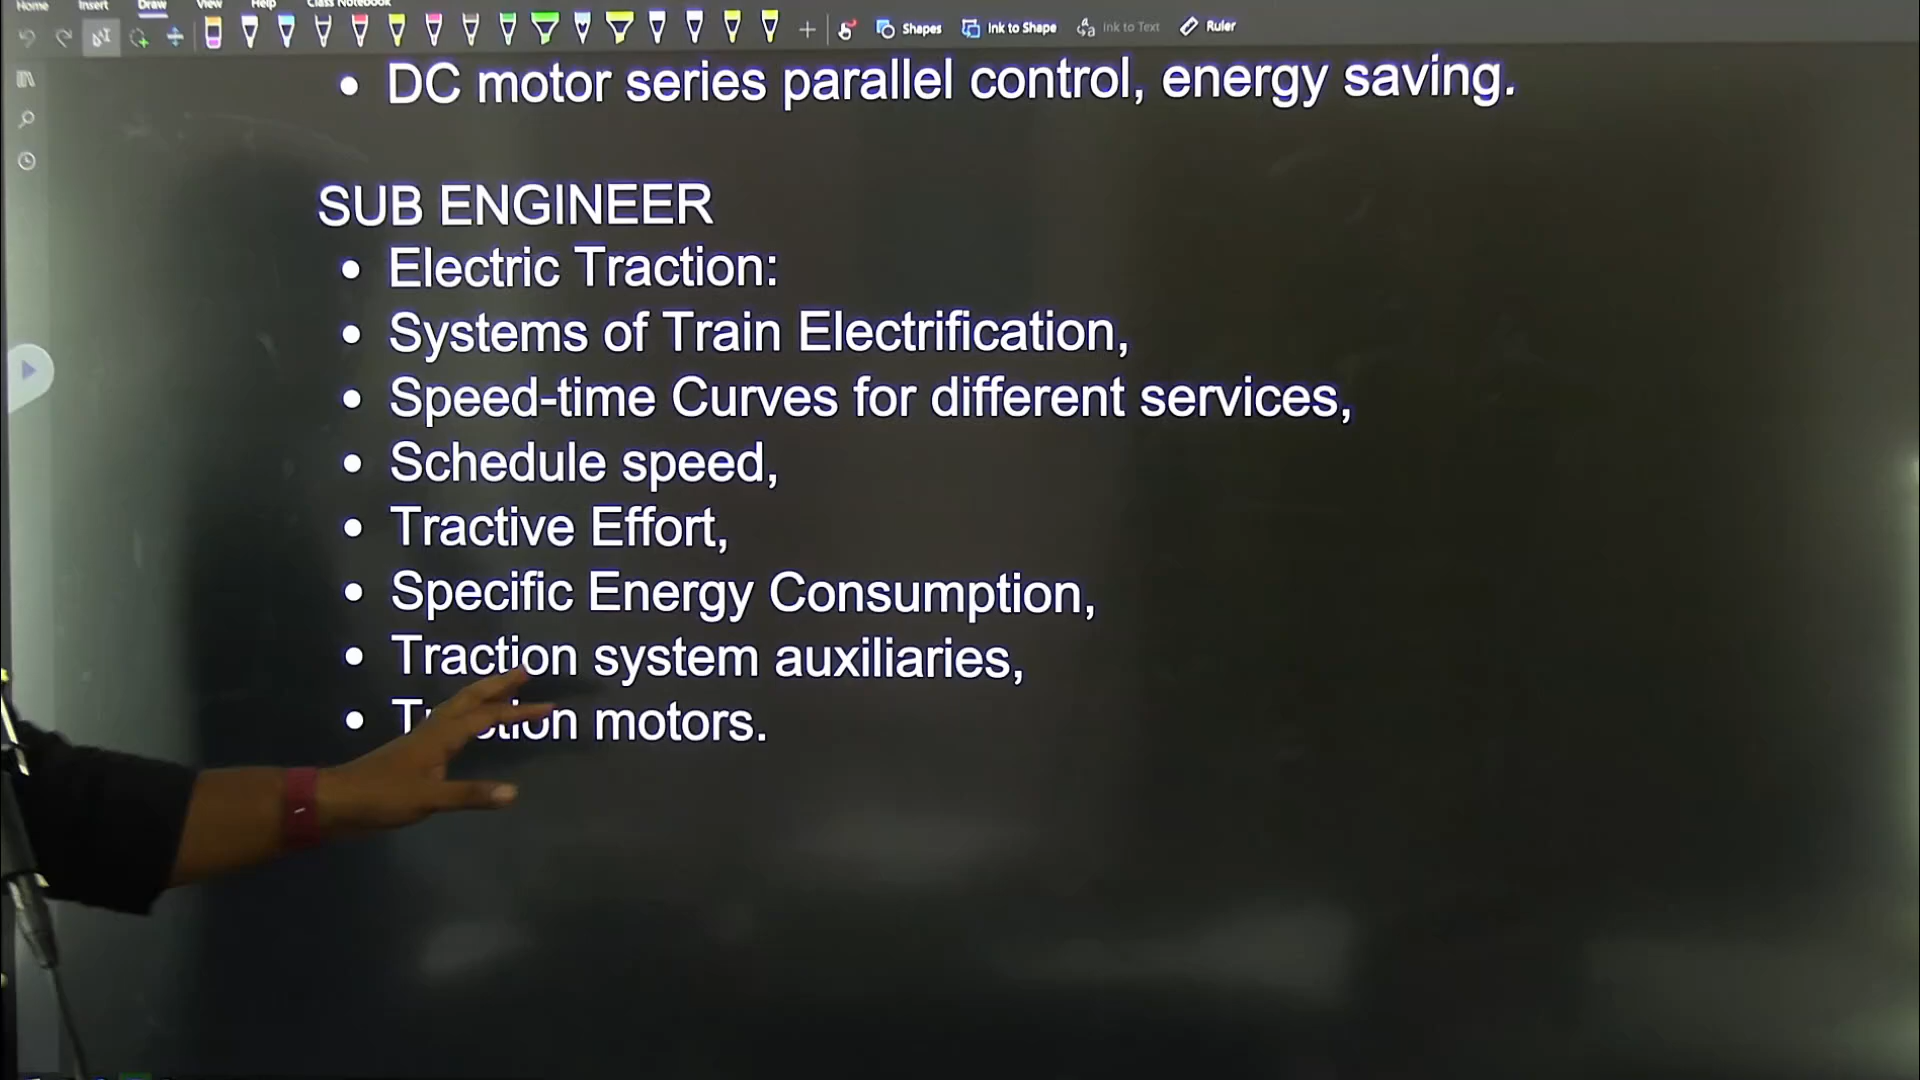 Home Insert Draw View Help Class Notebook
Shapes Ink to Shape Ink to Text Ruler
• DC motor series parallel control, energy saving.
SUB ENGINEER
• Electric Traction:
• Systems of Train Electrification,
• Speed-time Curves for different services,
• Schedule speed,
• Tractive Effort,
• Specific Energy Consumption,
• Traction system auxiliaries,
• Traction motors.